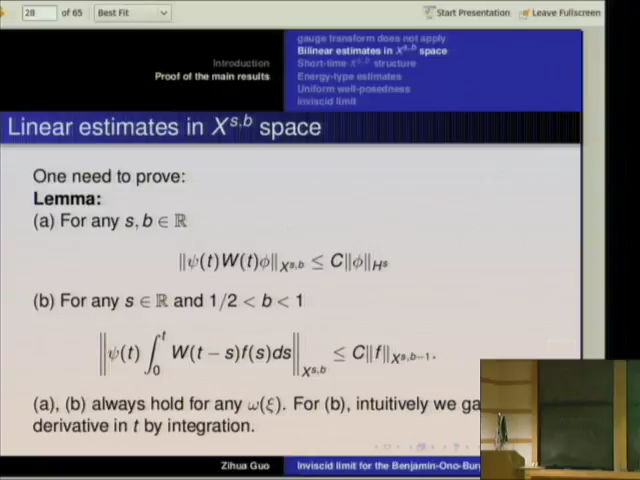 28 of 65 Best Fit Start Presentation Leave Fullscreen
gauge transform does not apply
Bilinear estimates in X^{s,b} space
Introduction Short-time X^{s,b} structure
Proof of the main results Energy-type estimates
Uniform well-posedness
Inviscid limit
Linear estimates in X^{s,b} space
One need to prove:
Lemma:
(a) For any s, b ∈ ℝ
‖ψ(t)W(t)φ‖_{X^{s,b}} ≤ C‖φ‖_{H^s}
(b) For any s ∈ ℝ and 1/2 < b < 1
‖ψ(t) ∫_0^t W(t − s)f(s)ds‖_{X^{s,b}} ≤ C‖f‖_{X^{s,b−1}}.
(a), (b) always hold for any ω(ξ). For (b), intuitively we
derivative in t by integration.
Zihua Guo Inviscid limit for the Benjamin-Ono-Bur